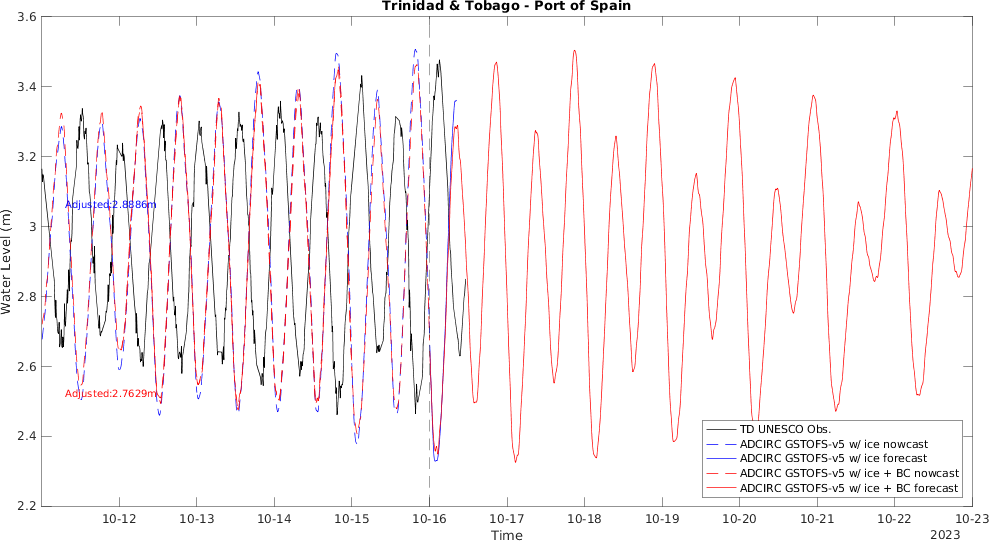 Trinidad & Tobago - Port of Spain
3.6
3.4
3.2
3
2.8
2.6
2.4
2.2
Water Level (m)
Adjusted:2.8886m
Adjusted:2.7629m
TD UNESCO Obs.
ADCIRC GSTOFS-v5 w/ ice nowcast
ADCIRC GSTOFS-v5 w/ ice forecast
ADCIRC GSTOFS-v5 w/ ice + BC nowcast
ADCIRC GSTOFS-v5 w/ ice + BC forecast
10-12 10-13 10-14 10-15 10-16 10-17 10-18 10-19 10-20 10-21 10-22 10-23
Time
2023